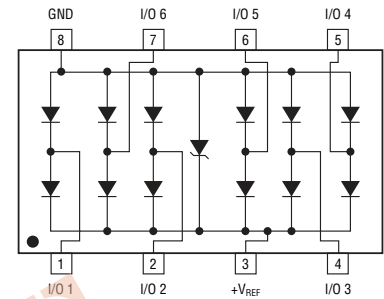 GND I/O 6 I/O 5 I/O 4
8 7 6 5
1 2 3 4
I/O 1 I/O 2 +VREF I/O 3